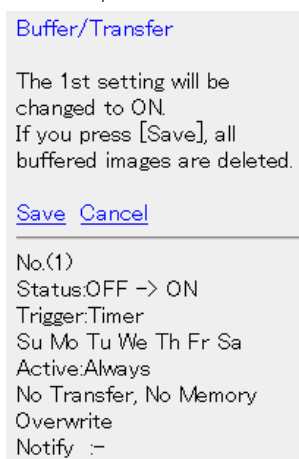 Buffer/Transfer
The 1st setting will be
changed to ON.
If you press [Save], all
buffered images are deleted.
Save Cancel
No.(1)
Status:OFF -> ON
Trigger:Timer
Su Mo Tu We Th Fr Sa
Active:Always
No Transfer, No Memory
Overwrite
Notify :-